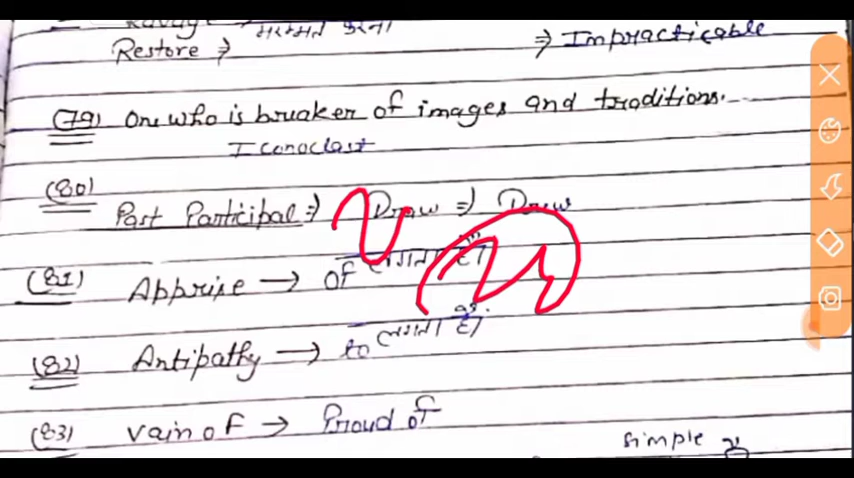 मरम्मत करना
Restore ⇒ ⇒ Impracticable
(79) One who is breaker of images and traditions.
Iconoclast
(80)
Past Participal ⇒ Draw ⇒
(81) Apprise → of लगता है।
(82) Antipathy → to लगता है।
(83) vain of → Proud of
simple